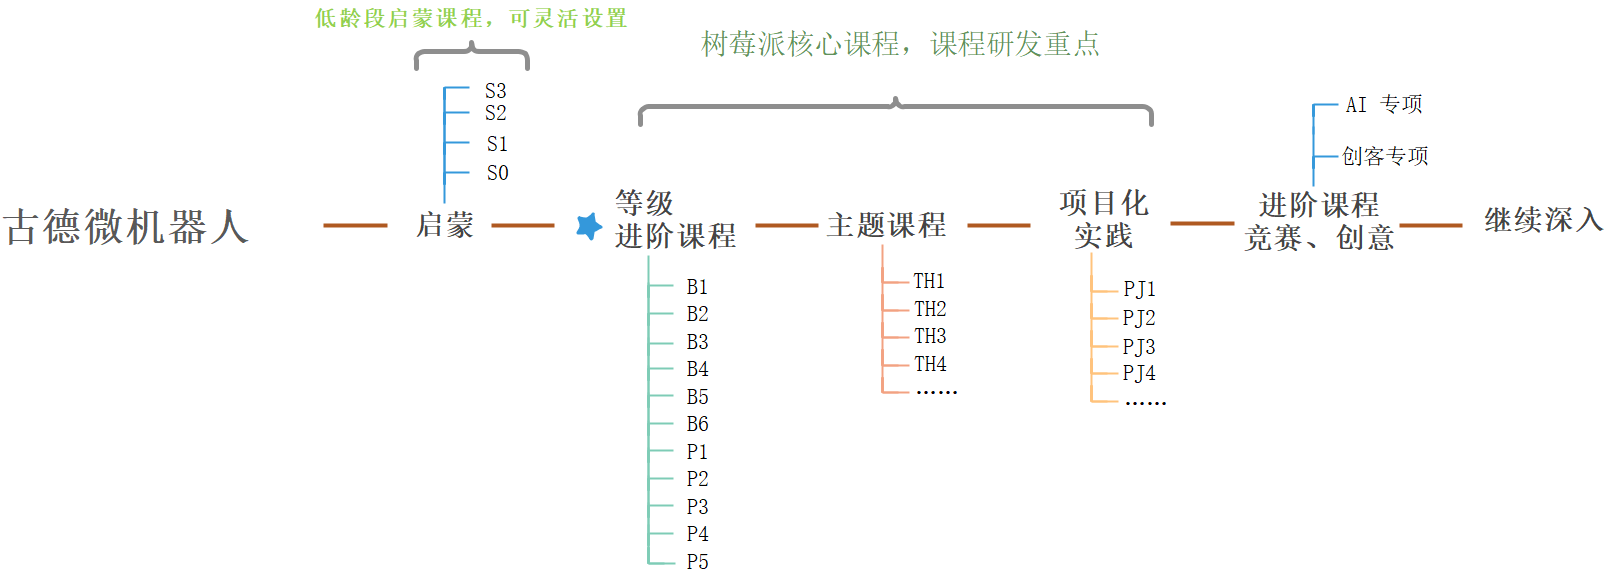 低龄段启蒙课程，可灵活设置
树莓派核心课程，课程研发重点
S3
S2
S1
S0
AI 专项
创客专项
古德微机器人
启蒙
等级
进阶课程
主题课程
项目化
实践
进阶课程
竞赛、创意
继续深入
B1
B2
B3
B4
B5
B6
P1
P2
P3
P4
P5
TH1
TH2
TH3
TH4
……
PJ1
PJ2
PJ3
PJ4
……